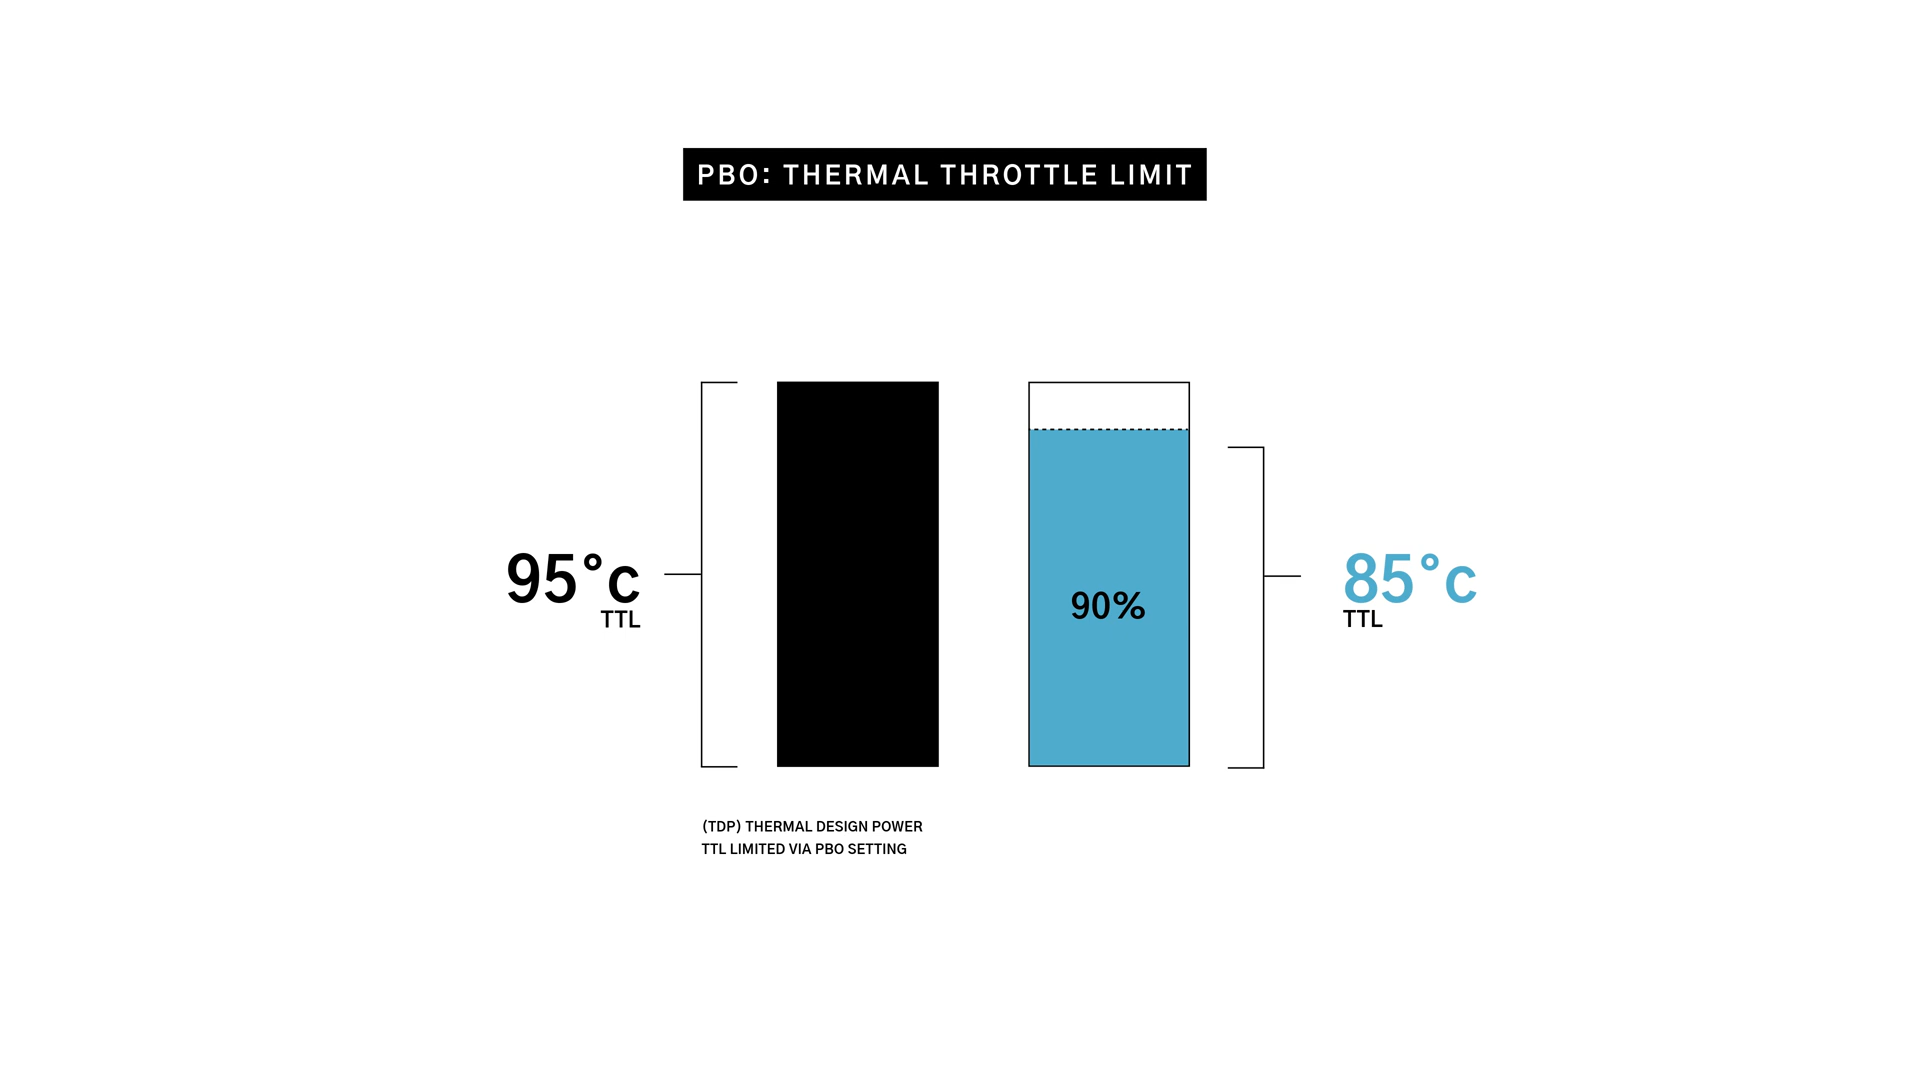 PBO: THERMAL THROTTLE LIMIT
95°c
TTL
90%
85°c
TTL
(TDP) THERMAL DESIGN POWER
TTL LIMITED VIA PBO SETTING